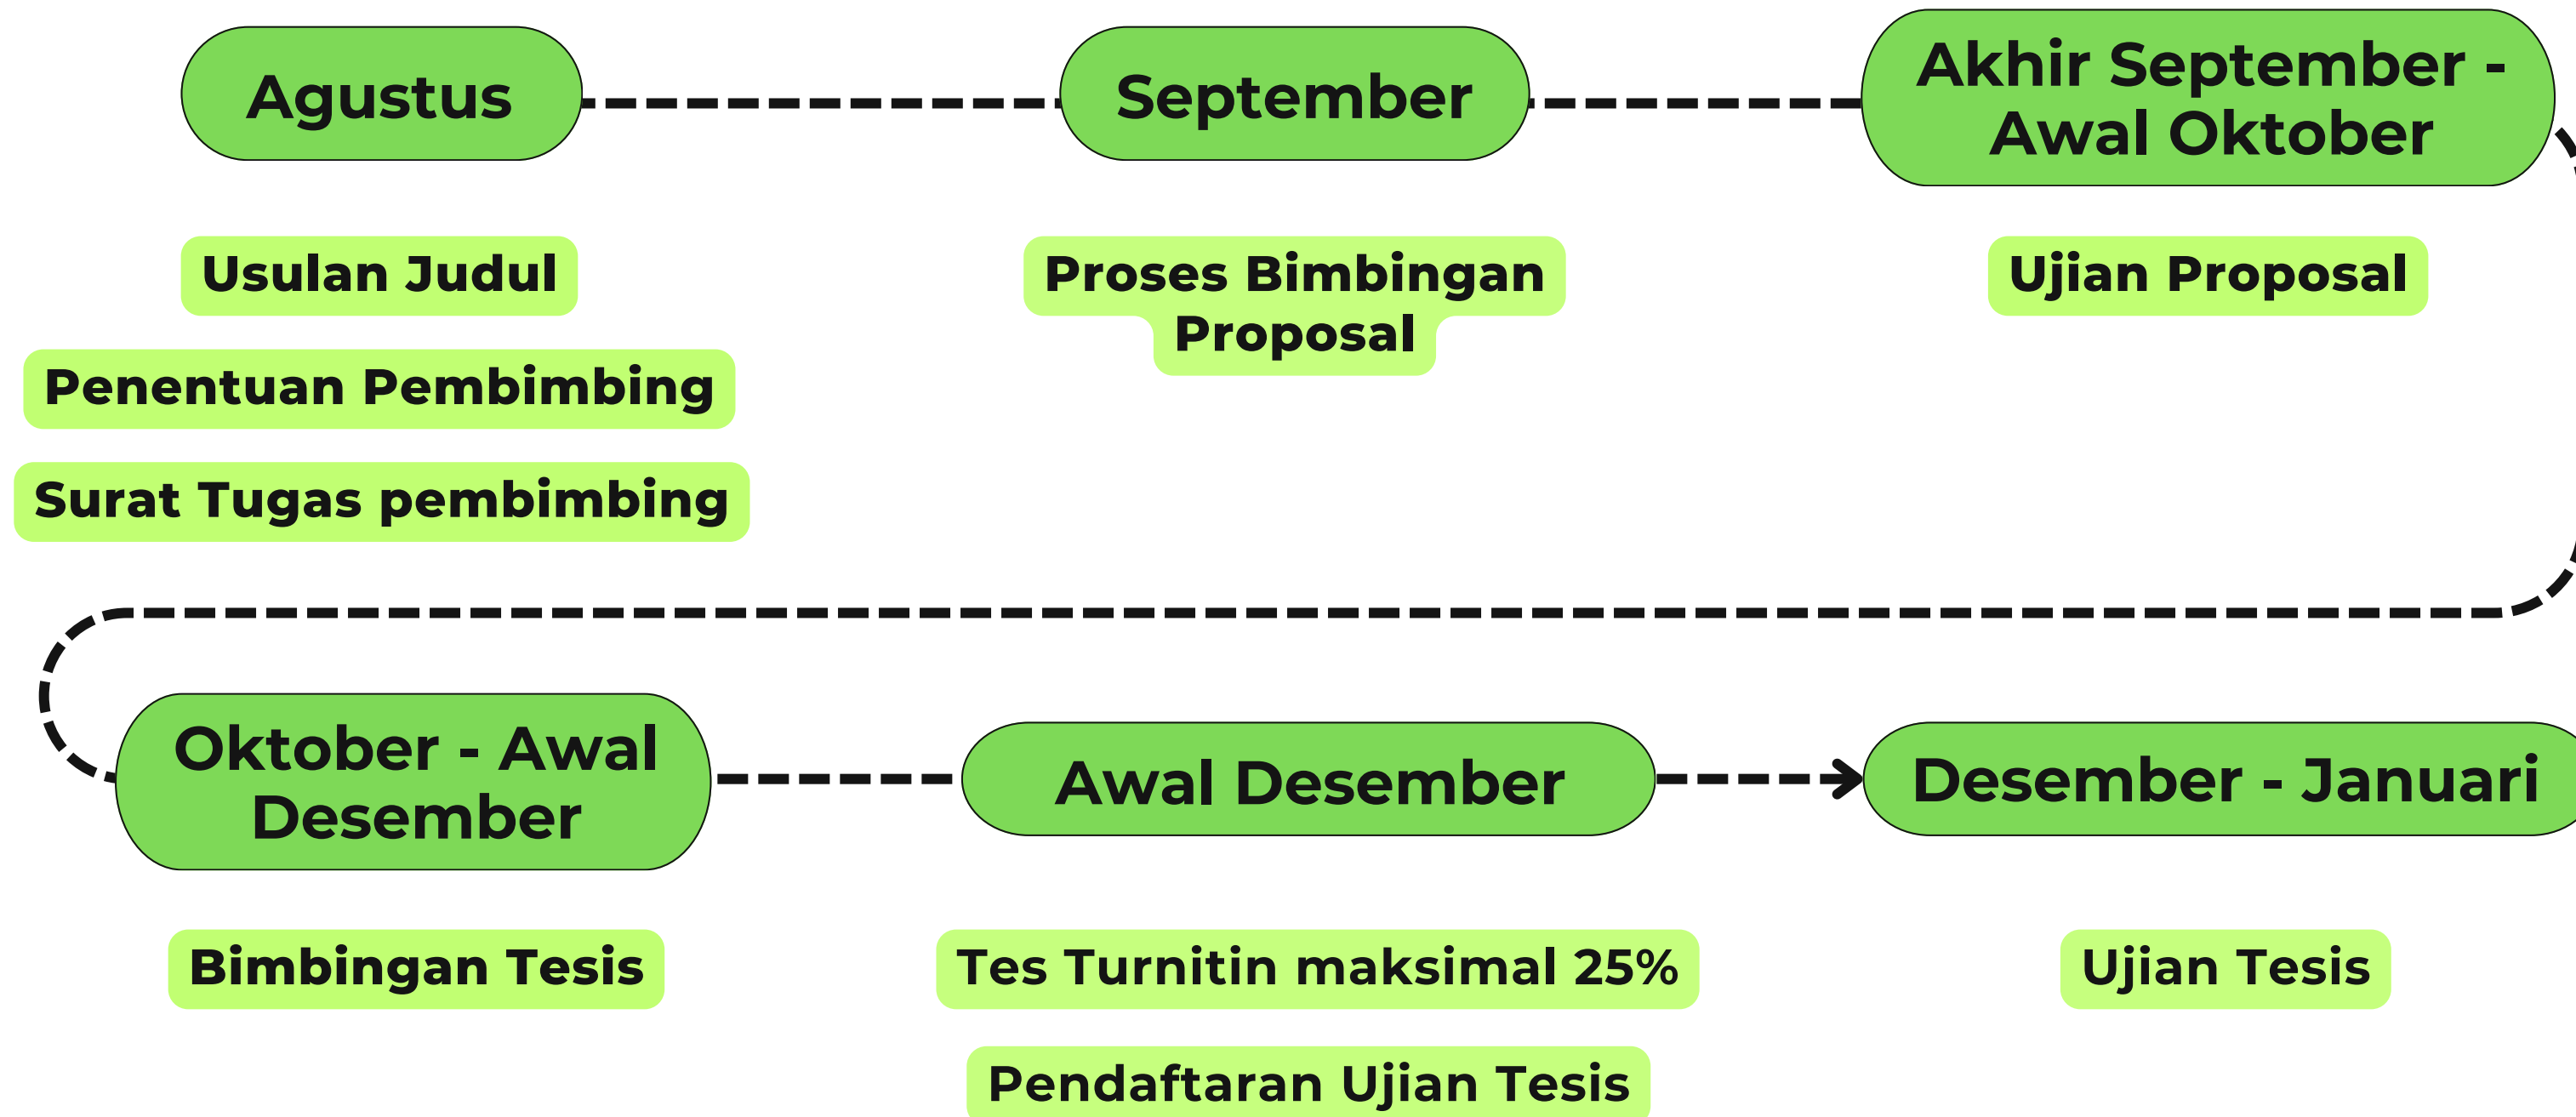 Agustus
September
Akhir September -
Awal Oktober
Usulan Judul
Penentuan Pembimbing
Surat Tugas pembimbing
Proses Bimbingan
Proposal
Ujian Proposal
Oktober - Awal
Desember
Awal Desember
Desember - Januari
Bimbingan Tesis
Tes Turnitin maksimal 25%
Pendaftaran Ujian Tesis
Ujian Tesis